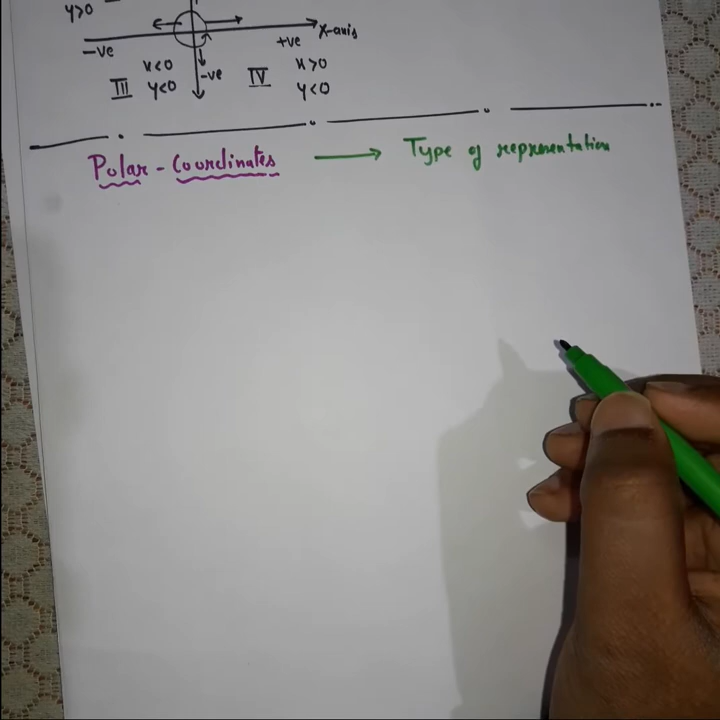 y>0
X-axis
-ve +ve
x<0 x>0
III y<0 -ve IV y<0
Polar - Coordinates → Type of representation